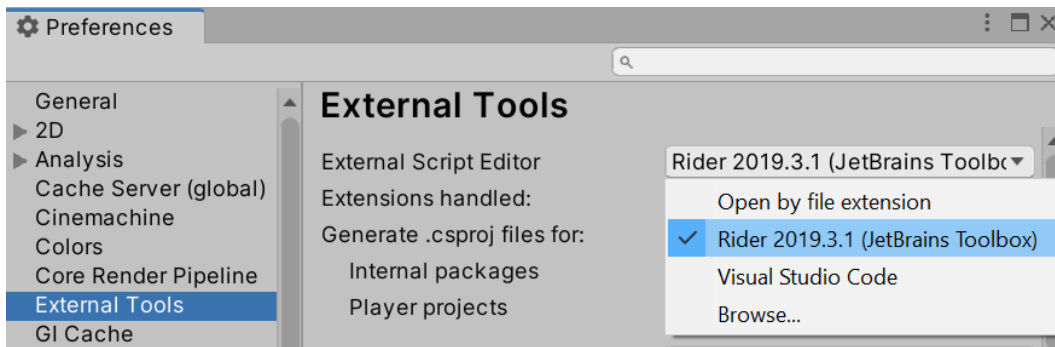 Preferences
General
2D
Analysis
Cache Server (global)
Cinemachine
Colors
Core Render Pipeline
External Tools
GI Cache
External Tools
External Script Editor
Rider 2019.3.1 (JetBrains Toolbo
Extensions handled:
Generate .csproj files for:
Internal packages
Player projects
Open by file extension
Rider 2019.3.1 (JetBrains Toolbox)
Visual Studio Code
Browse...